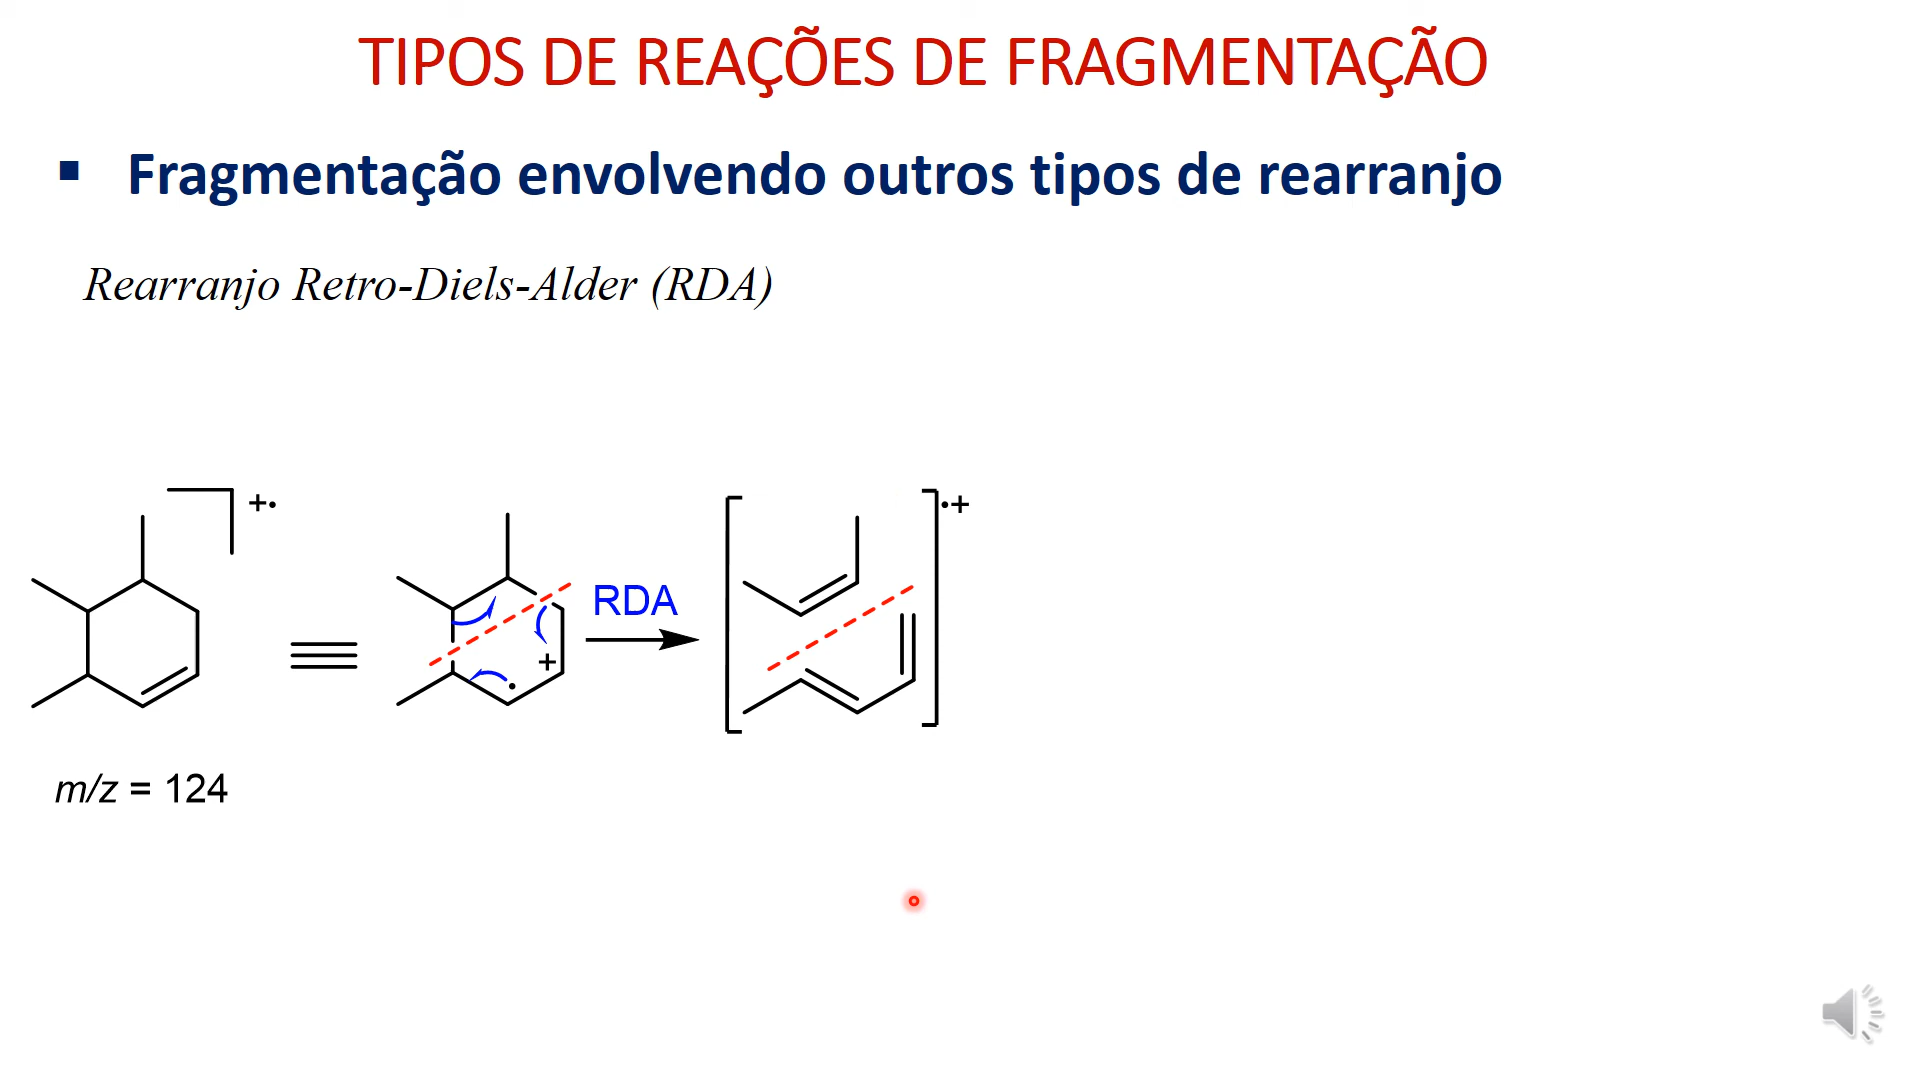 TIPOS DE REAÇÕES DE FRAGMENTAÇÃO
▪ Fragmentação envolvendo outros tipos de rearranjo
Rearranjo Retro-Diels-Alder (RDA)
+•
•+
RDA
+
•
m/z = 124